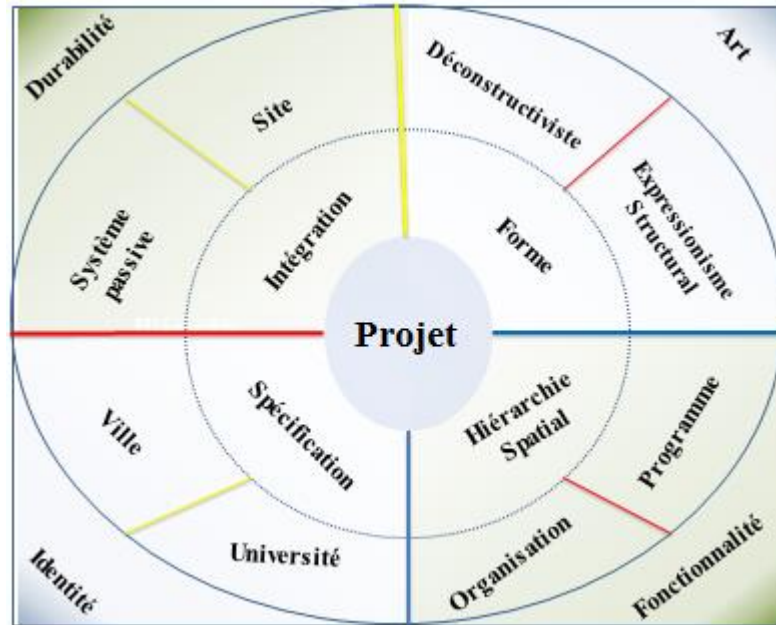 Durabilité
Art
Site
Déconstructiviste
Système
passive
Intégration
Forme
Expressionisme
Structural
Projet
Ville
Spécification
Hiérarchie
Spatial
Programme
Université
Organisation
Identité
Fonctionnalité